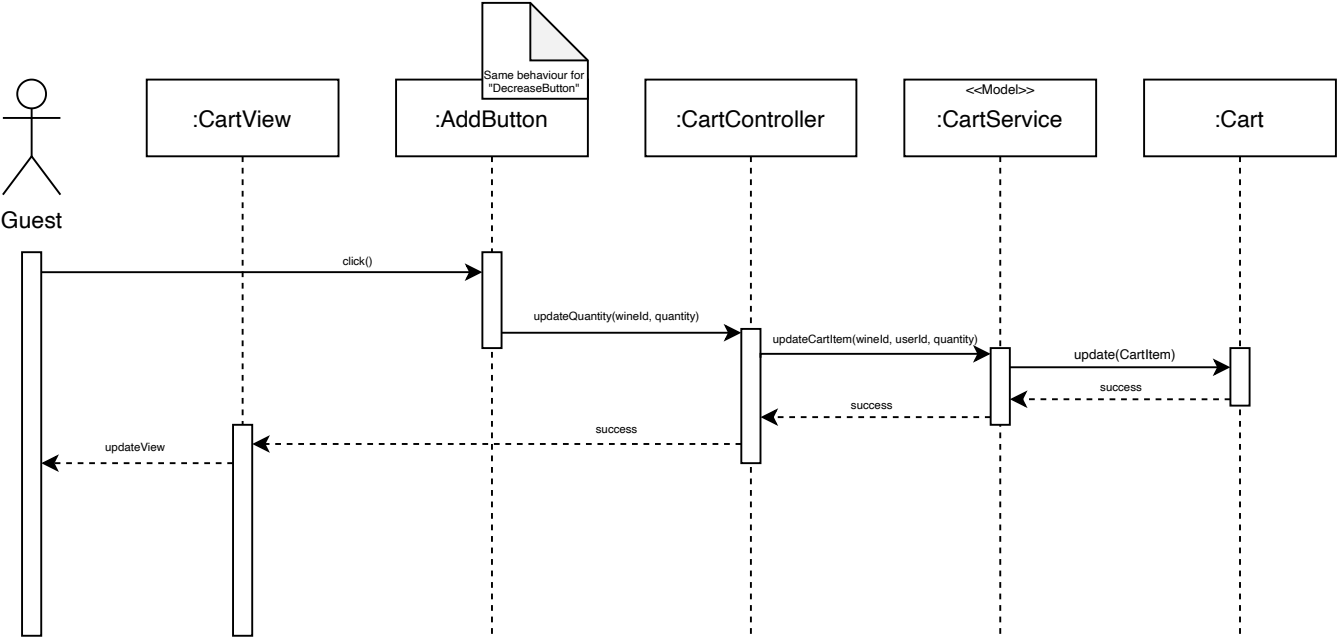 Same behaviour for
"DecreaseButton"
:CartView
:AddButton
:CartController
<<Model>>
:CartService
:Cart
Guest
click()
updateQuantity(wineId, quantity)
updateCartItem(wineId, userId, quantity)
update(CartItem)
success
success
success
updateView